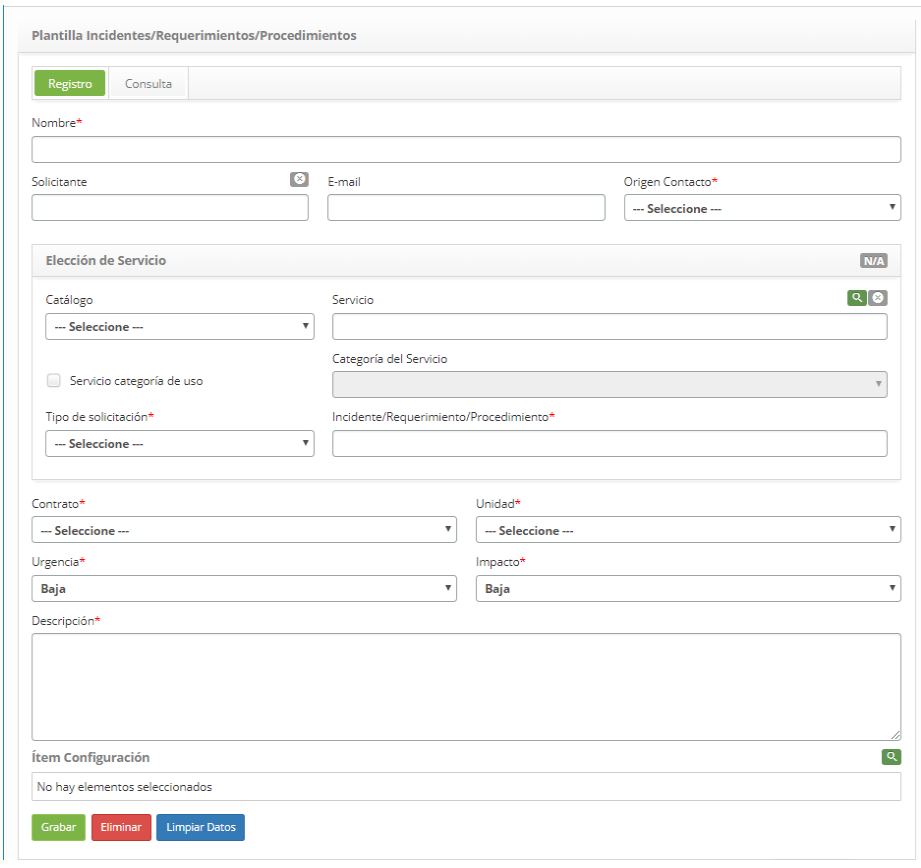 Plantilla Incidentes/Requerimientos/Procedimientos
Registro Consulta
Nombre*
Solicitante E-mail Origen Contacto*
--- Seleccione ---
Elección de Servicio N/A
Catálogo Servicio
--- Seleccione ---
Categoría del Servicio
Servicio categoría de uso
Tipo de solicitación* Incidente/Requerimiento/Procedimiento*
--- Seleccione ---
Contrato* Unidad*
--- Seleccione --- --- Seleccione ---
Urgencia* Impacto*
Baja Baja
Descripción*
Ítem Configuración
No hay elementos seleccionados
Grabar Eliminar Limpiar Datos